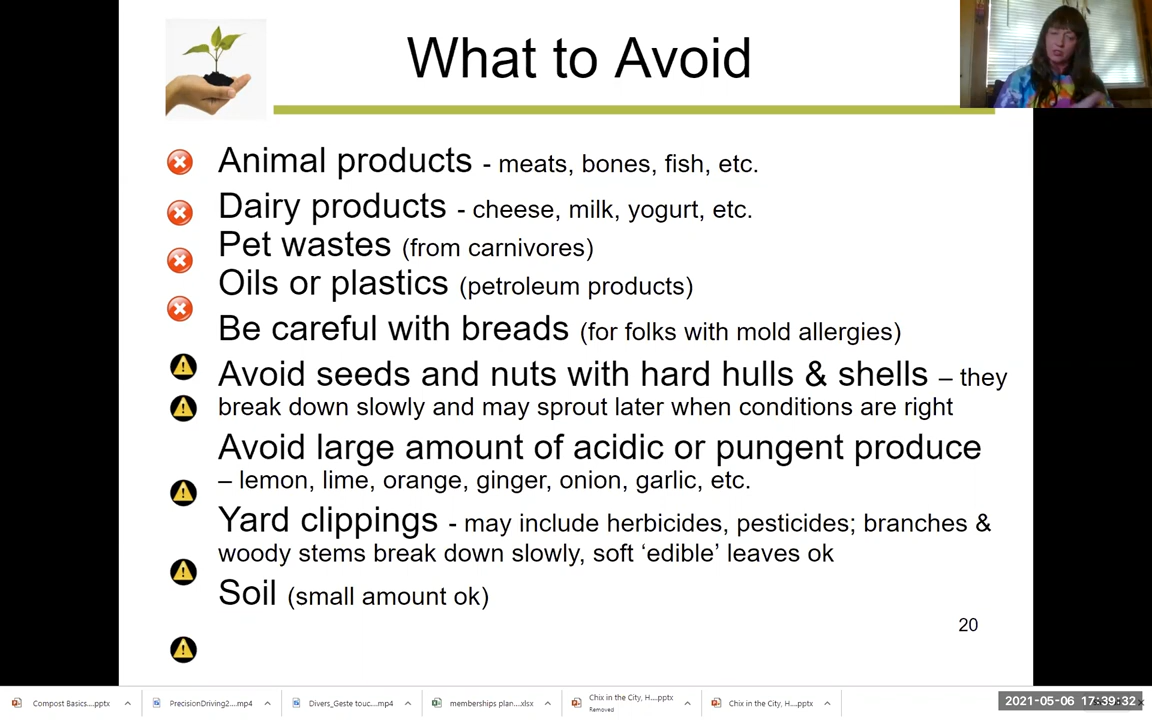 What to Avoid
Animal products - meats, bones, fish, etc.
Dairy products - cheese, milk, yogurt, etc.
Pet wastes (from carnivores)
Oils or plastics (petroleum products)
Be careful with breads (for folks with mold allergies)
Avoid seeds and nuts with hard hulls & shells – they
break down slowly and may sprout later when conditions are right
Avoid large amount of acidic or pungent produce
– lemon, lime, orange, ginger, onion, garlic, etc.
Yard clippings - may include herbicides, pesticides; branches &
woody stems break down slowly, soft ‘edible’ leaves ok
Soil (small amount ok)
20
Compost Basics....pptx
PrecisionDriving2....mp4
Divers_Geste touc....mp4
memberships plan....xlsx
Chix in the City, H....pptx
Removed
Chix in the City, H....pptx
2021-05-06 17:39:32